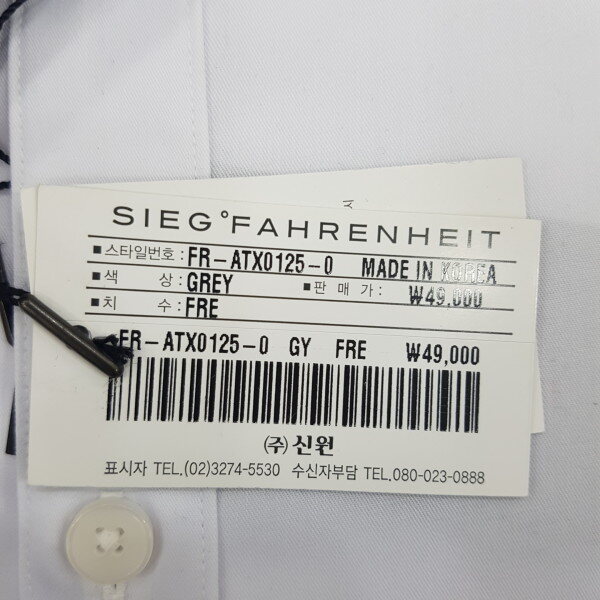 SIEG°FAHRENHEIT
■스타일번호 : FR-ATX0125-0 MADE IN KOREA
■색 상 : GREY ■판 매 가 : ₩49,000
■치 수 : FRE
FR-ATX0125-0 GY FRE ₩49,000
(주)신원
표시자 TEL.(02)3274-5530 수신자부담 TEL.080-023-0888